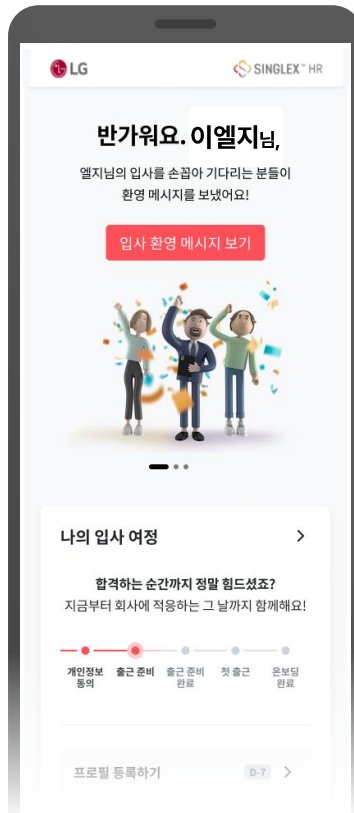 LG
SINGLEX™ HR
반가워요. 이엘지님,
엘지님의 입사를 손꼽아 기다리는 분들이
환영 메시지를 보냈어요!
입사 환영 메시지 보기
나의 입사 여정
합격하는 순간까지 정말 힘드셨죠?
지금부터 회사에 적응하는 그 날까지 함께해요!
개인정보 동의
출근 준비
출근 준비 완료
첫 출근
온보딩 완료
프로필 등록하기
D-7